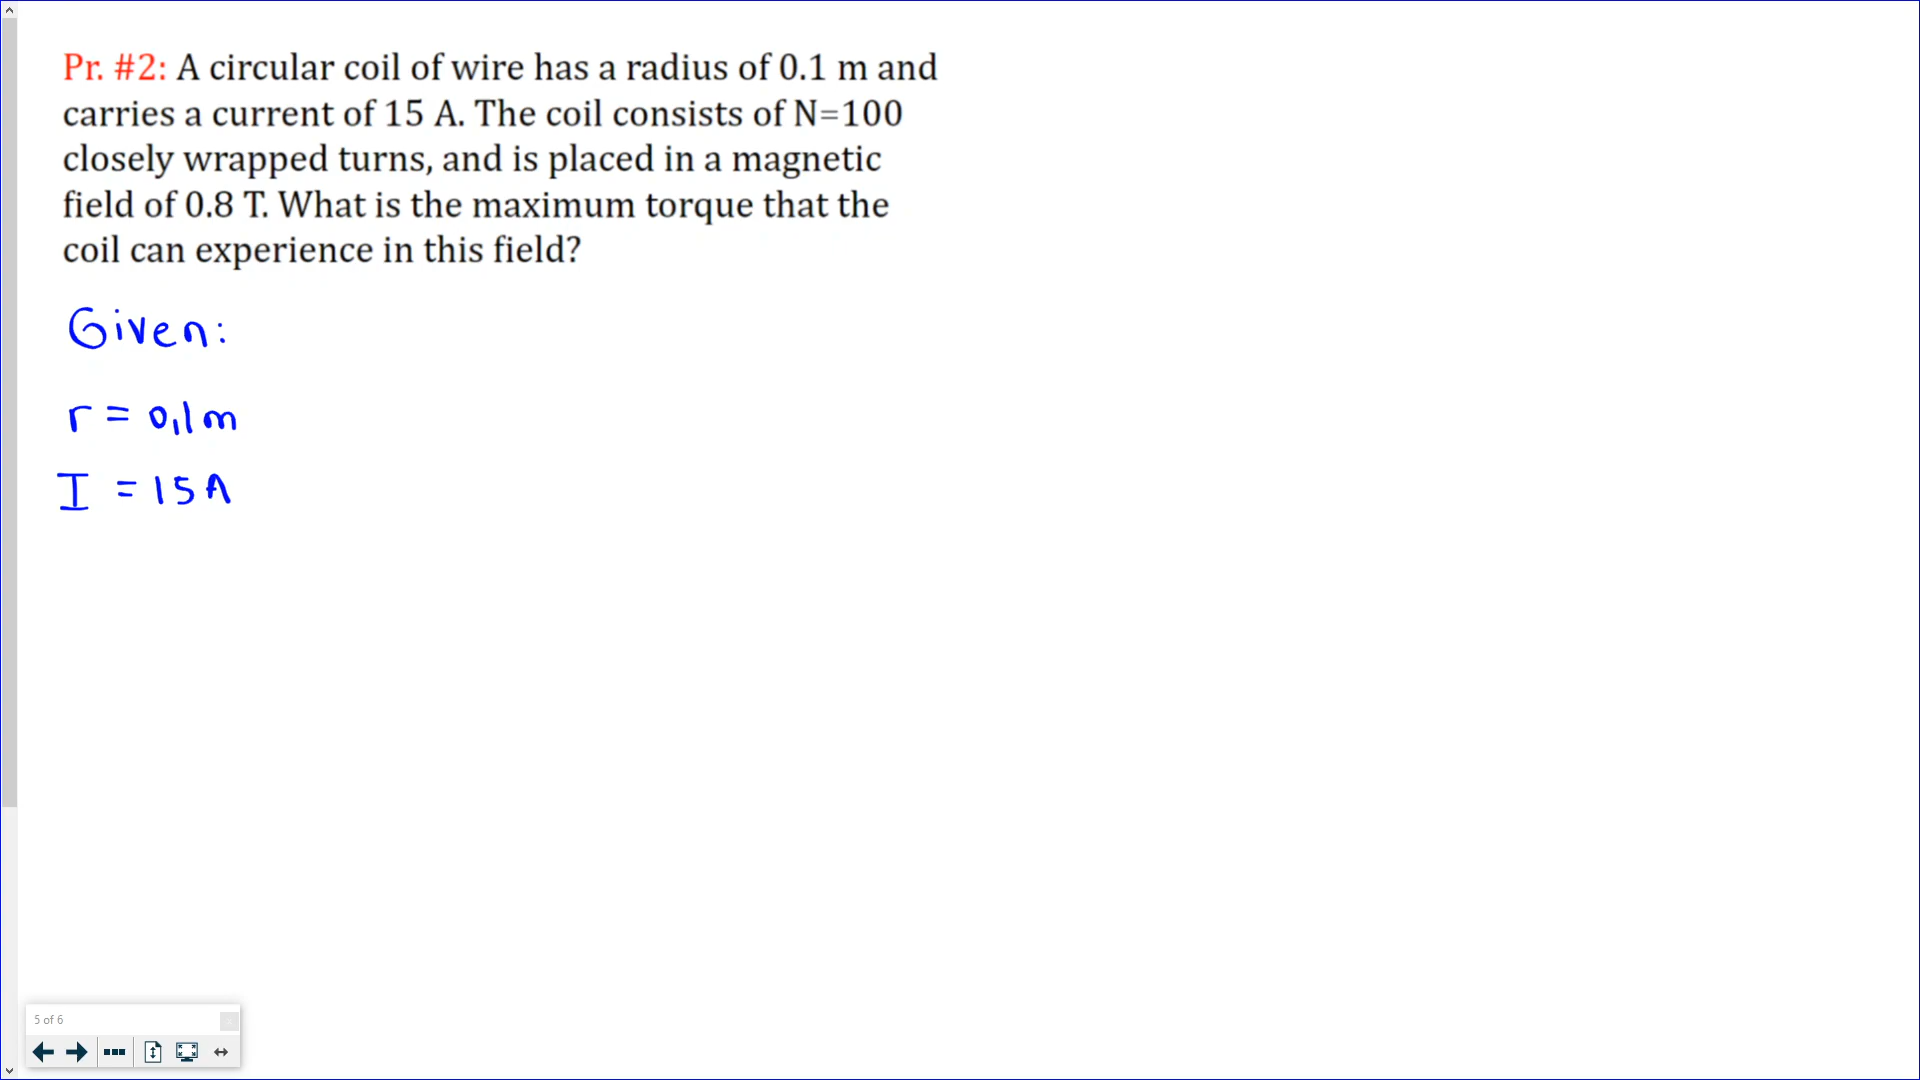 Pr. #2: A circular coil of wire has a radius of 0.1 m and
carries a current of 15 A. The coil consists of N=100
closely wrapped turns, and is placed in a magnetic
field of 0.8 T. What is the maximum torque that the
coil can experience in this field?
Given:
r = 0,1m
I = 15A
5 of 6